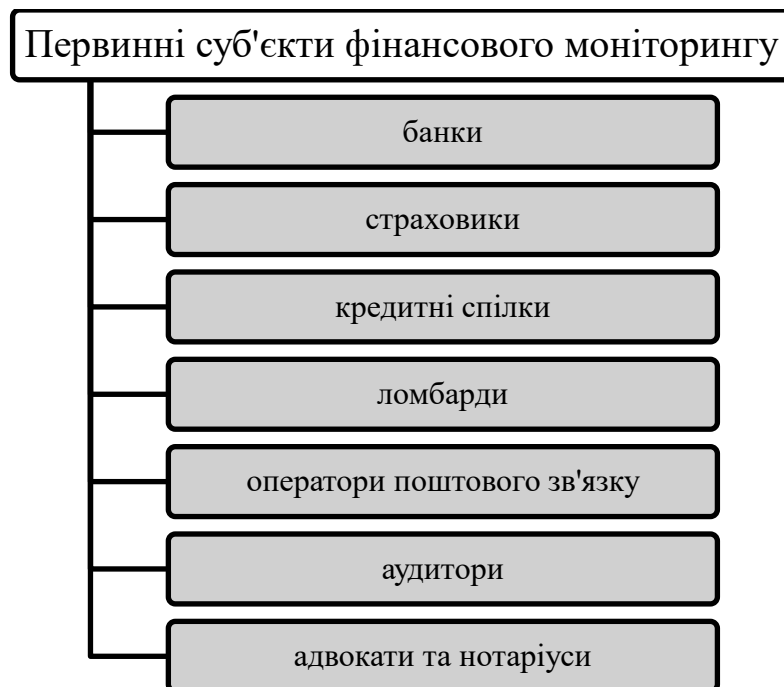 Первинні суб'єкти фінансового моніторингу
банки
страховики
кредитні спілки
ломбарди
оператори поштового зв'язку
аудитори
адвокати та нотаріуси